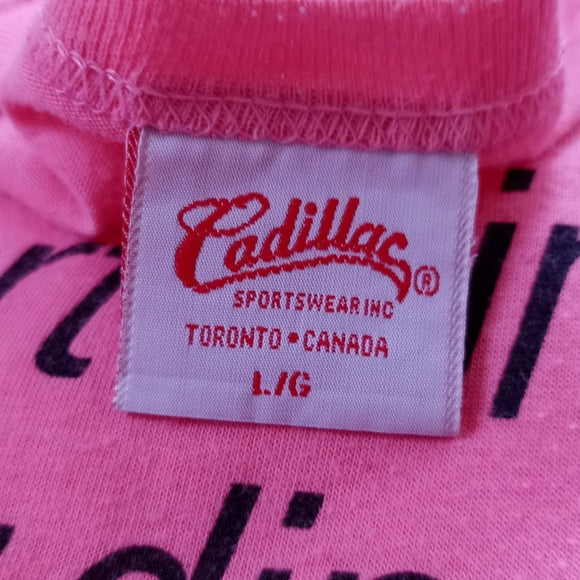 Cadillac ®
SPORTSWEAR INC
TORONTO • CANADA
L/G